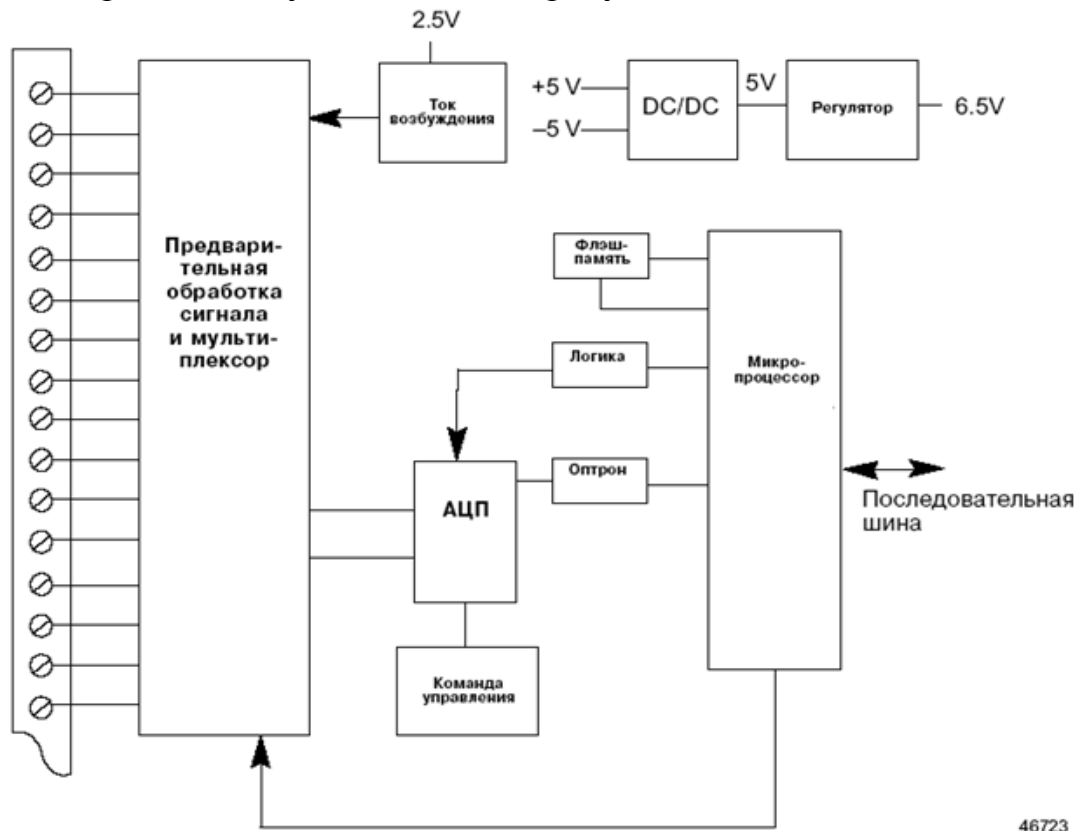 2.5V
Ток
возбуждения
+5 V
–5 V
DC/DC
5V
Регулятор
6.5V
Предвари-
тельная
обработка
сигнала
и мульти-
плексор
Флэш-
память
Логика
Микро-
процессор
Оптрон
АЦП
Последовательная
шина
Команда
управления
46723